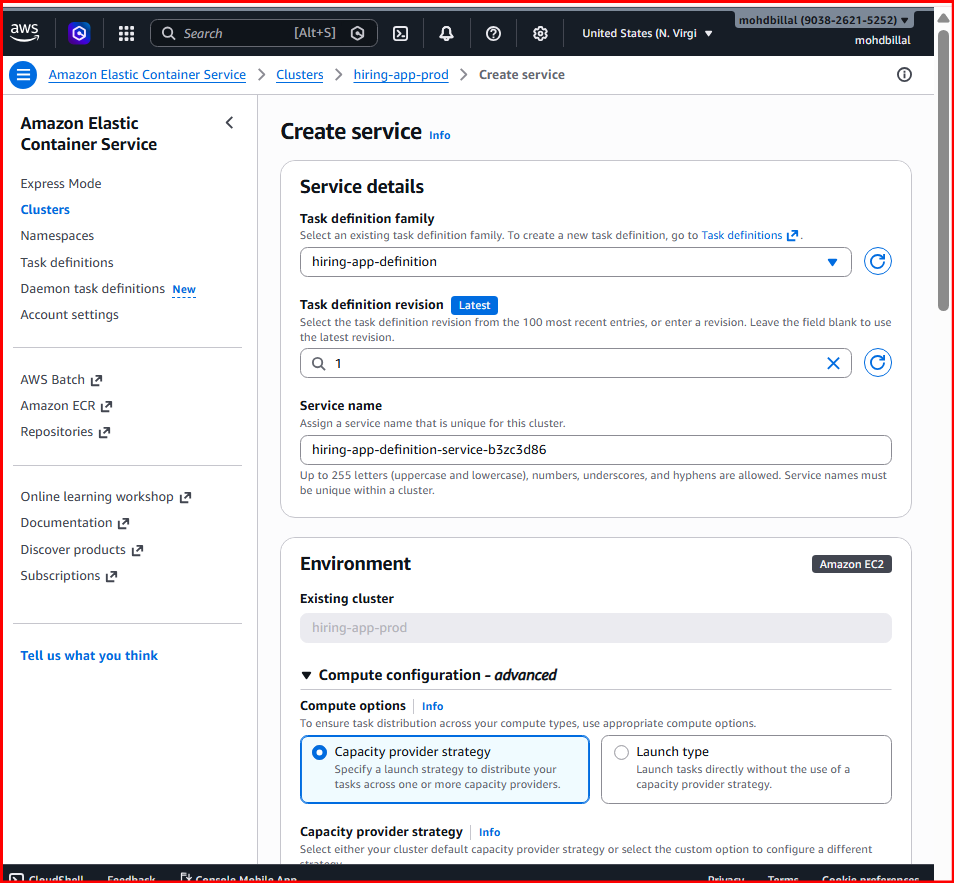 aws
Search [Alt+S]
United States (N. Virgi
mohdbillal (9038-2621-5252)
mohdbillal
Amazon Elastic Container Service
Clusters
hiring-app-prod
Create service
Amazon Elastic
Container Service
Express Mode
Clusters
Namespaces
Task definitions
Daemon task definitions New
Account settings
AWS Batch
Amazon ECR
Repositories
Online learning workshop
Documentation
Discover products
Subscriptions
Tell us what you think
Create service Info
Service details
Task definition family
Select an existing task definition family. To create a new task definition, go to Task definitions .
hiring-app-definition
Task definition revision Latest
Select the task definition revision from the 100 most recent entries, or enter a revision. Leave the field blank to use
the latest revision.
1
Service name
Assign a service name that is unique for this cluster.
hiring-app-definition-service-b3zc3d86
Up to 255 letters (uppercase and lowercase), numbers, underscores, and hyphens are allowed. Service names must
be unique within a cluster.
Environment Amazon EC2
Existing cluster
hiring-app-prod
Compute configuration - advanced
Compute options Info
To ensure task distribution across your compute types, use appropriate compute options.
Capacity provider strategy
Specify a launch strategy to distribute your
tasks across one or more capacity providers.
Launch type
Launch tasks directly without the use of a
capacity provider strategy.
Capacity provider strategy Info
Select either your cluster default capacity provider strategy or select the custom option to configure a different
strategy.
CloudShell Feedback Console Mobile App Privacy Terms Cookie preferences